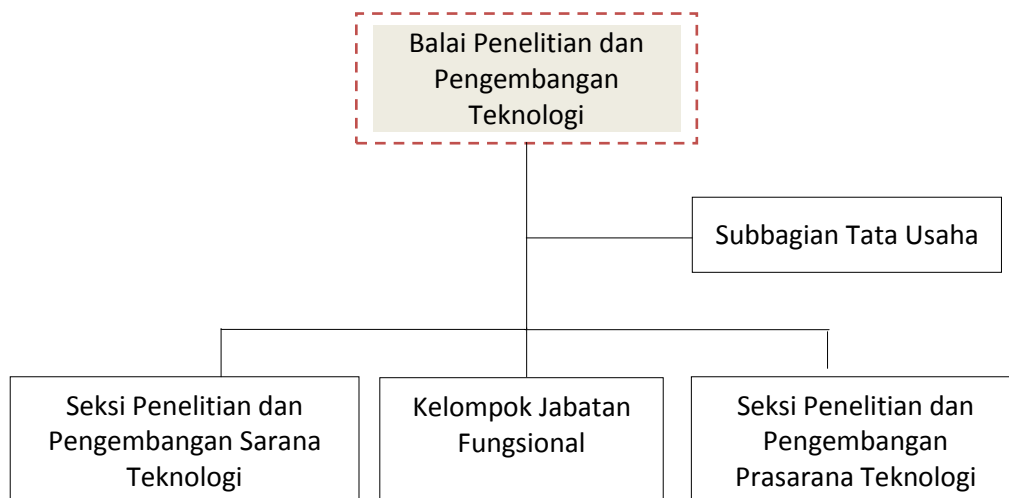 Balai Penelitian dan
Pengembangan
Teknologi
Subbagian Tata Usaha
Seksi Penelitian dan
Pengembangan Sarana
Teknologi
Kelompok Jabatan
Fungsional
Seksi Penelitian dan
Pengembangan
Prasarana Teknologi